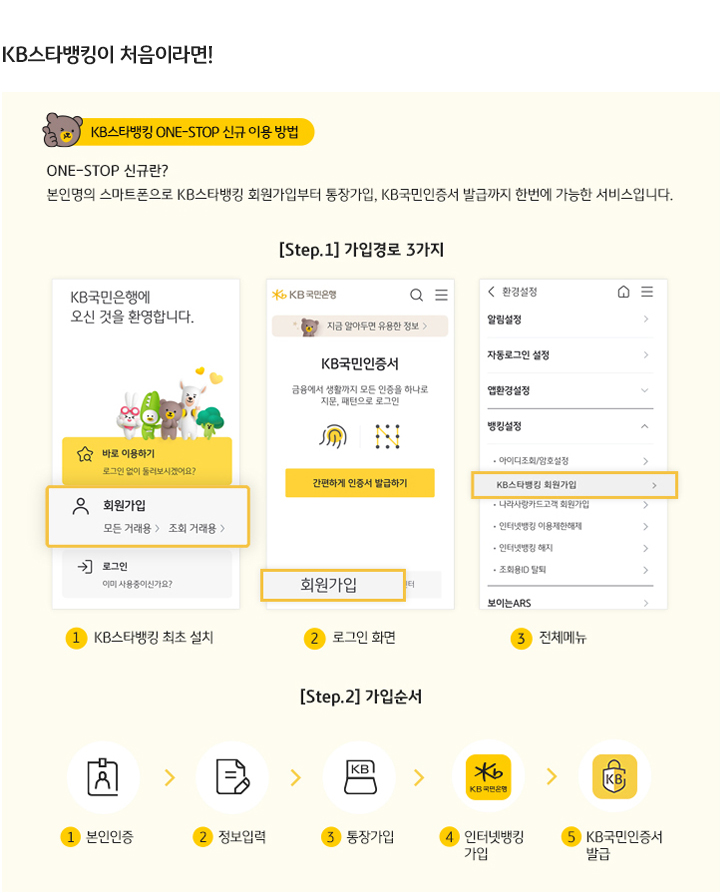 KB스타뱅킹이 처음이라면!
KB스타뱅킹 ONE-STOP 신규 이용 방법
ONE-STOP 신규란?
본인명의 스마트폰으로 KB스타뱅킹 회원가입부터 통장가입, KB국민인증서 발급까지 한번에 가능한 서비스입니다.
[Step.1] 가입경로 3가지
KB국민은행에
오신 것을 환영합니다.
바로 이용하기
로그인 없이 둘러보시겠어요?
회원가입
모든 거래용 > 조회 거래용 >
로그인
이미 사용중이신가요?
1 KB스타뱅킹 최초 설치
KB 국민은행
지금 알아두면 유용한 정보 >
KB국민인증서
금융에서 생활까지 모든 인증을 하나로
지문, 패턴으로 로그인
간편하게 인증서 발급하기
회원가입
터
2 로그인 화면
< 환경설정
알림설정
자동로그인 설정
앱환경설정
뱅킹설정
· 아이디조회/암호설정
KB스타뱅킹 회원가입
· 나라사랑카드고객 회원가입
· 인터넷뱅킹 이용제한해제
· 인터넷뱅킹 해지
· 조회용ID 탈퇴
보이는ARS
3 전체메뉴
[Step.2] 가입순서
1 본인인증
2 정보입력
KB
3 통장가입
KB 국민은행
4 인터넷뱅킹
가입
KB
5 KB국민인증서
발급